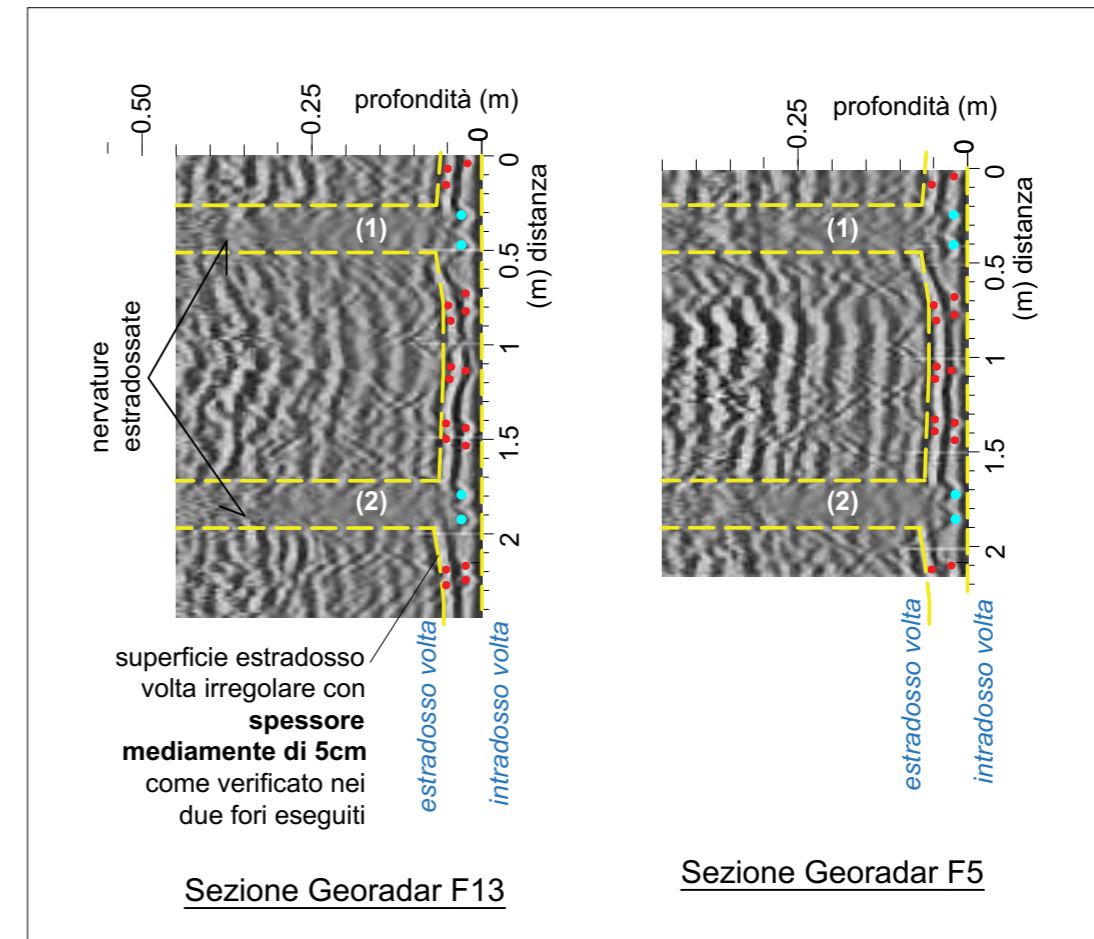 profondità (m)
0.50
0.25
0
0
0.5
1
1.5
2
(m) distanza
(1)
(2)
nervature
estradossate
superficie estradosso
volta irregolare con
spessore
mediamente di 5cm
come verificato nei
due fori eseguiti
estradosso volta
intradosso volta
Sezione Georadar F13
profondità (m)
0.25
0
0
0.5
1
1.5
2
(m) distanza
(1)
(2)
estradosso volta
intradosso volta
Sezione Georadar F5